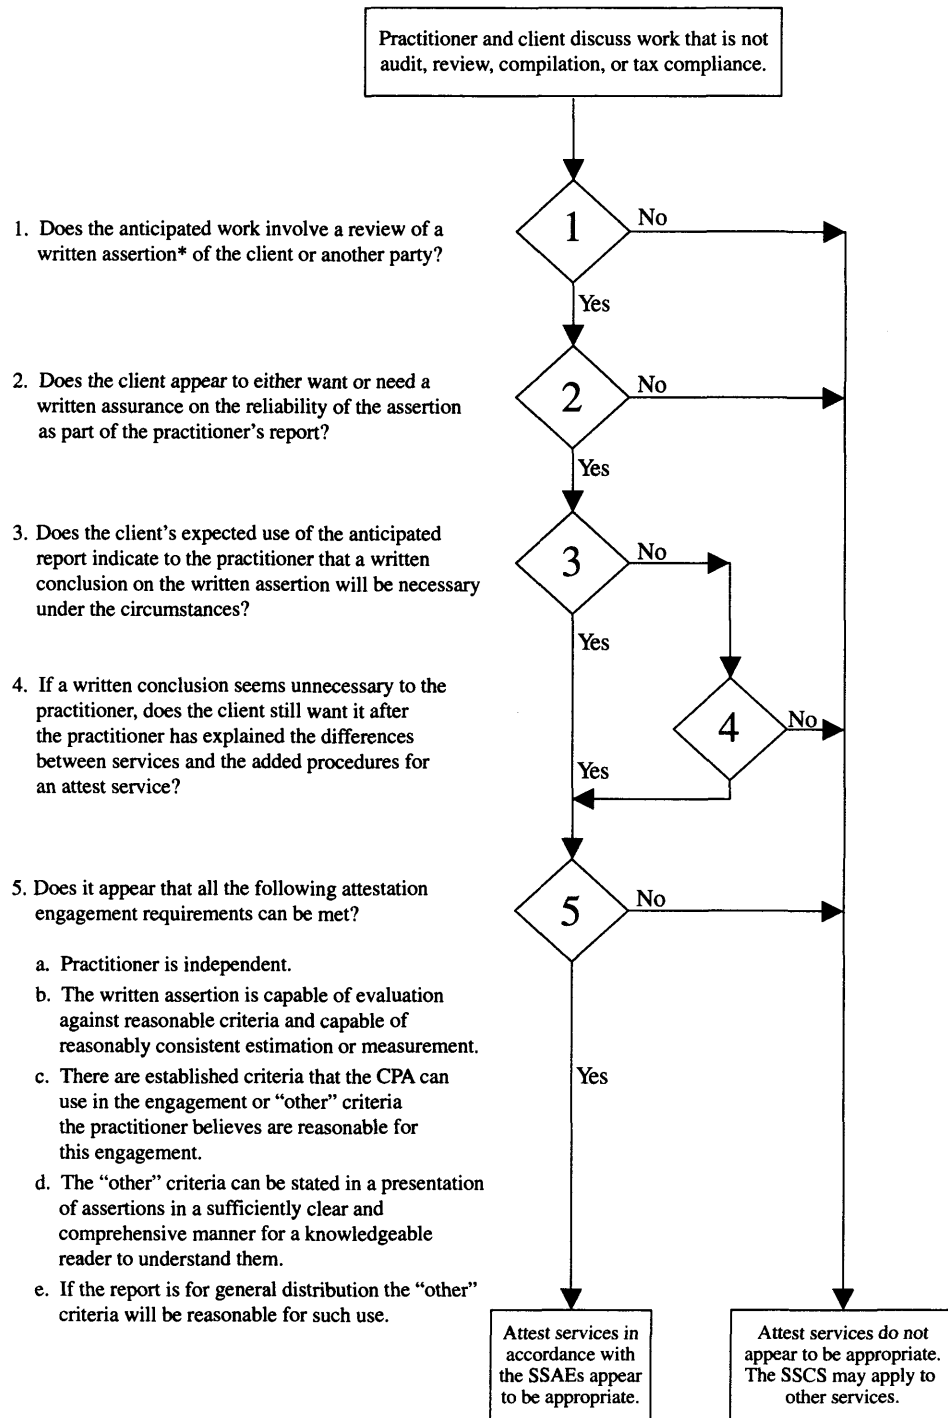 Practitioner and client discuss work that is not
audit, review, compilation, or tax compliance.
1. Does the anticipated work involve a review of a
written assertion* of the client or another party?
1
No
Yes
2. Does the client appear to either want or need a
written assurance on the reliability of the assertion
as part of the practitioner's report?
2
No
Yes
3. Does the client's expected use of the anticipated
report indicate to the practitioner that a written
conclusion on the written assertion will be necessary
under the circumstances?
3
No
Yes
4. If a written conclusion seems unnecessary to the
practitioner, does the client still want it after
the practitioner has explained the differences
between services and the added procedures for
an attest service?
4
No
Yes
5. Does it appear that all the following attestation
engagement requirements can be met?
5
No
a. Practitioner is independent.
b. The written assertion is capable of evaluation
against reasonable criteria and capable of
reasonably consistent estimation or measurement.
c. There are established criteria that the CPA can
use in the engagement or "other" criteria
the practitioner believes are reasonable for
this engagement.
Yes
d. The "other" criteria can be stated in a presentation
of assertions in a sufficiently clear and
comprehensive manner for a knowledgeable
reader to understand them.
e. If the report is for general distribution the "other"
criteria will be reasonable for such use.
Attest services in
accordance with
the SSAEs appear
to be appropriate.
Attest services do not
appear to be appropriate.
The SSCS may apply to
other services.